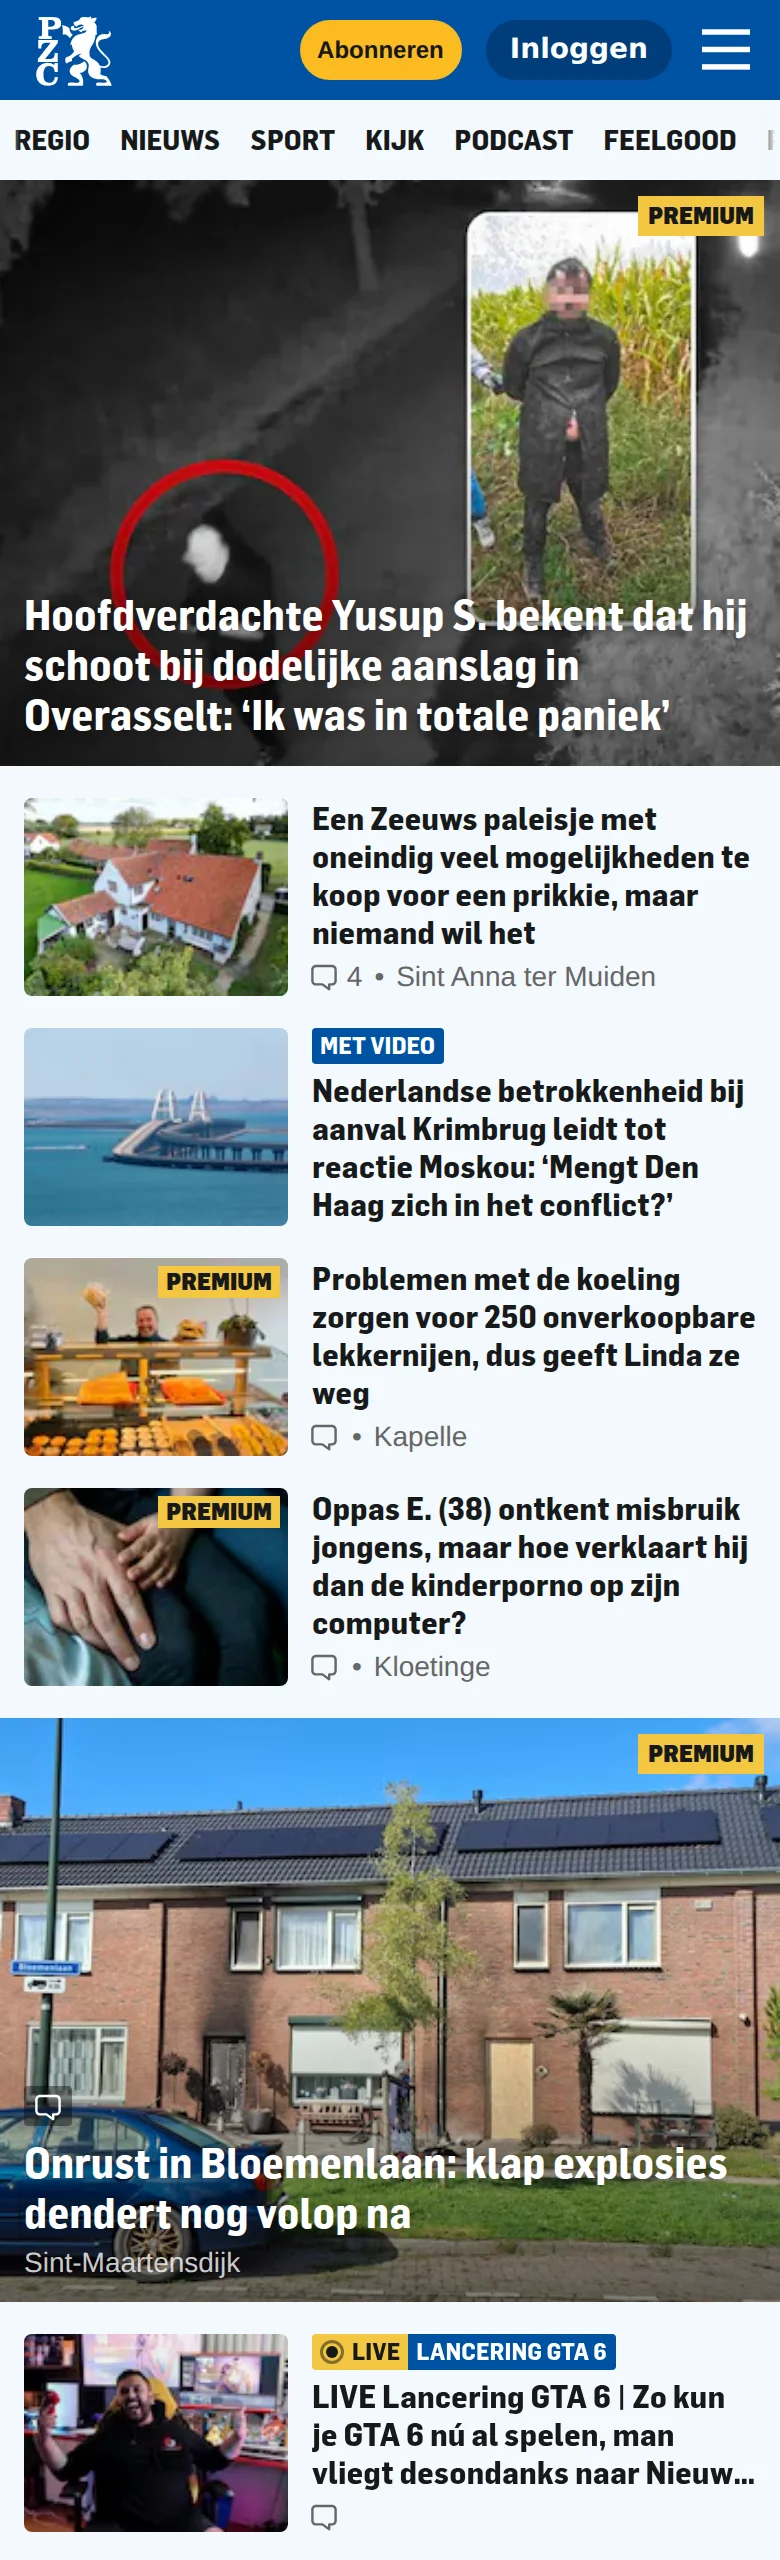 PZC
Abonneren
Inloggen
REGIO NIEUWS SPORT KIJK PODCAST FEELGOOD
PREMIUM
Hoofdverdachte Yusup S. bekent dat hij
schoot bij dodelijke aanslag in
Overasselt: ‘Ik was in totale paniek’
Een Zeeuws paleisje met
oneindig veel mogelijkheden te
koop voor een prikkie, maar
niemand wil het
4 • Sint Anna ter Muiden
MET VIDEO
Nederlandse betrokkenheid bij
aanval Krimbrug leidt tot
reactie Moskou: ‘Mengt Den
Haag zich in het conflict?’
PREMIUM
Problemen met de koeling
zorgen voor 250 onverkoopbare
lekkernijen, dus geeft Linda ze
weg
• Kapelle
PREMIUM
Oppas E. (38) ontkent misbruik
jongens, maar hoe verklaart hij
dan de kinderporno op zijn
computer?
• Kloetinge
PREMIUM
Bloemenlaan
Onrust in Bloemenlaan: klap explosies
dendert nog volop na
Sint-Maartensdijk
LIVE LANCERING GTA 6
LIVE Lancering GTA 6 | Zo kun
je GTA 6 nú al spelen, man
vliegt desondanks naar Nieuw...